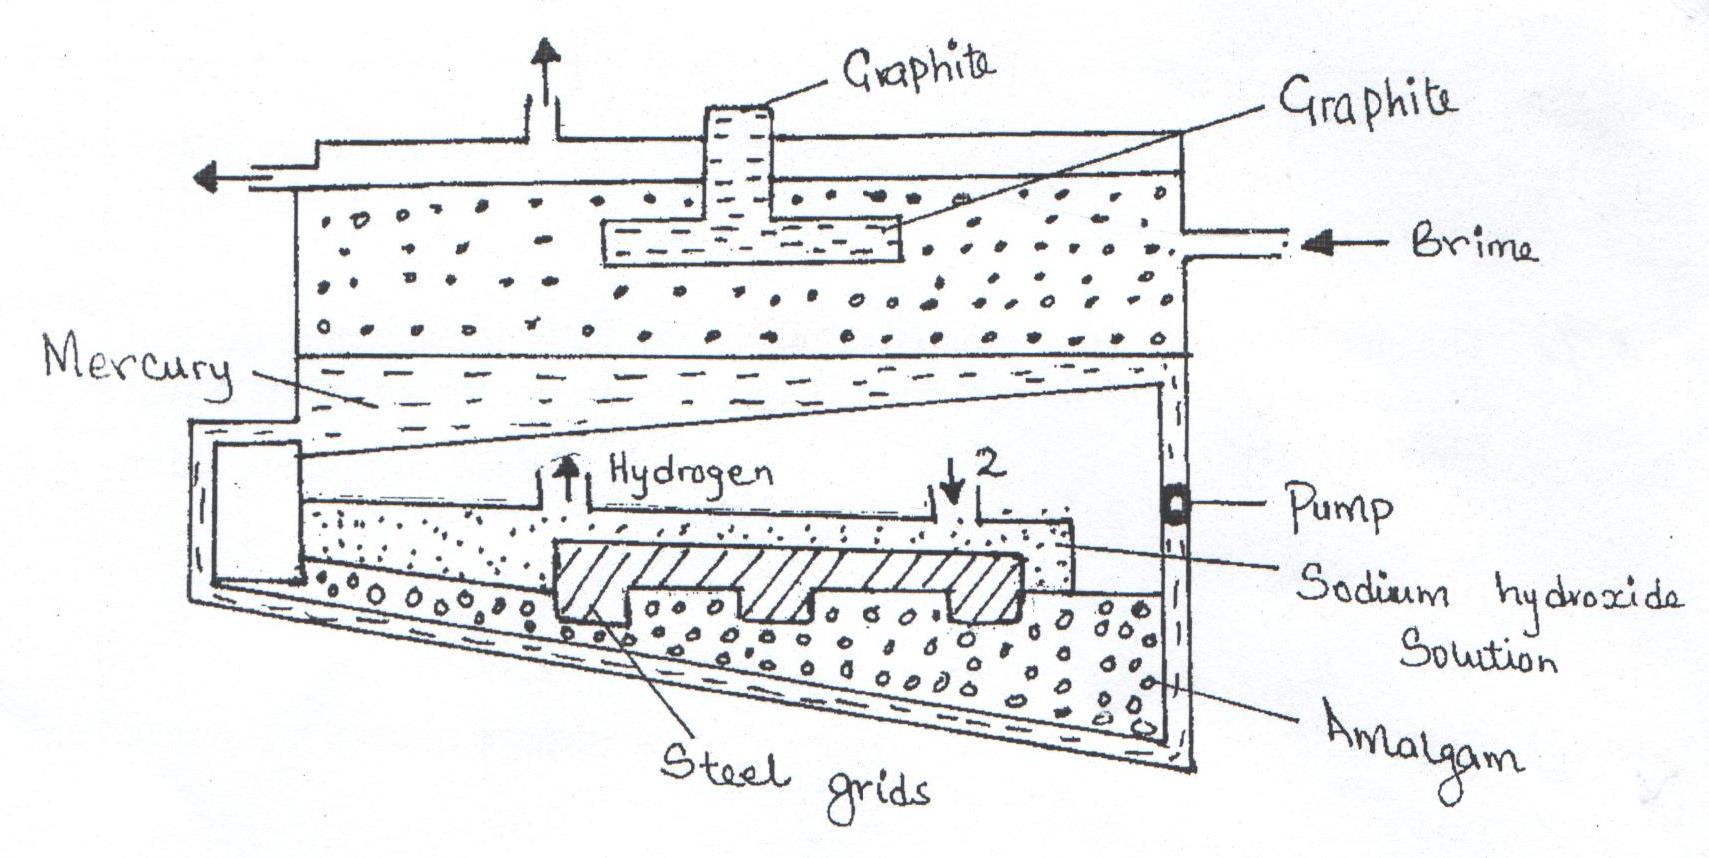 Graphite
Graphite
Brime
Mercury
Hydrogen
2
Pump
Sodium hydroxide
Solution
Amalgam
Steel grids